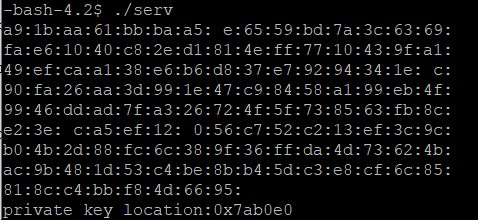 -bash-4.2$ ./serv
a9:1b:aa:61:bb:ba:a5: e:65:59:bd:7a:3c:63:69:
fa:e6:10:40:c8:2e:d1:81:4e:ff:77:10:43:9f:a1:
49:ef:ca:a1:38:e6:b6:d8:37:e7:92:94:34:1e: c:
90:fa:26:aa:3d:99:1e:47:c9:84:58:a1:99:eb:4f:
99:46:dd:ad:7f:a3:26:72:4f:5f:73:85:63:fb:8c:
e2:3e: c:a5:ef:12: 0:56:c7:52:c2:13:ef:3c:9c:
b0:4b:2d:88:fc:6c:38:9f:36:ff:da:4d:73:62:4b:
ac:9b:48:1d:53:c4:be:8b:b4:5d:c3:e8:cf:6c:85:
81:8c:c4:bb:f8:4d:66:95:
private key location:0x7ab0e0